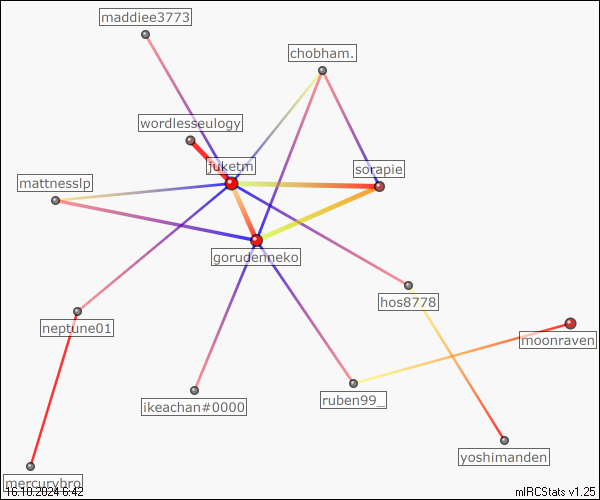 maddiee3773
chobham.
wordlesseulogy
juketm
sorapie
mattnesslp
gorudenneko
hos8778
neptune01
moonraven
ikeachan#0000
ruben99_
yoshimanden
mercurybro
16.10.2024 6:42
mIRCStats v1.25